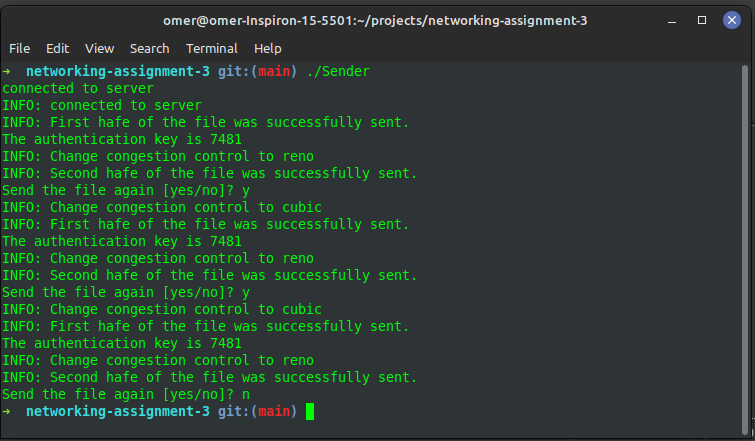 omer@omer-Inspiron-15-5501:~/projects/networking-assignment-3
File Edit View Search Terminal Help
→ networking-assignment-3 git:(main) ./Sender
connected to server
INFO: connected to server
INFO: First hafe of the file was successfully sent.
The authentication key is 7481
INFO: Change congestion control to reno
INFO: Second hafe of the file was successfully sent.
Send the file again [yes/no]? y
INFO: Change congestion control to cubic
INFO: First hafe of the file was successfully sent.
The authentication key is 7481
INFO: Change congestion control to reno
INFO: Second hafe of the file was successfully sent.
Send the file again [yes/no]? y
INFO: Change congestion control to cubic
INFO: First hafe of the file was successfully sent.
The authentication key is 7481
INFO: Change congestion control to reno
INFO: Second hafe of the file was successfully sent.
Send the file again [yes/no]? n
→ networking-assignment-3 git:(main)